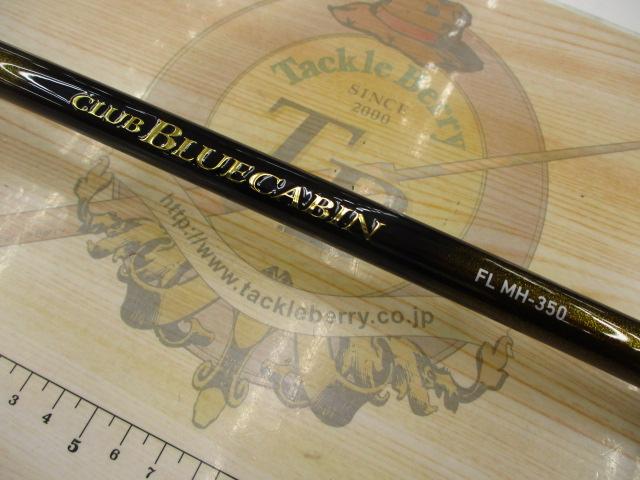 Tackle Berry
SINCE
2000
TB
CLUB BLUECABIN
FL MH-350
http://www.tackleberry.co.jp
3 4 5 6 7